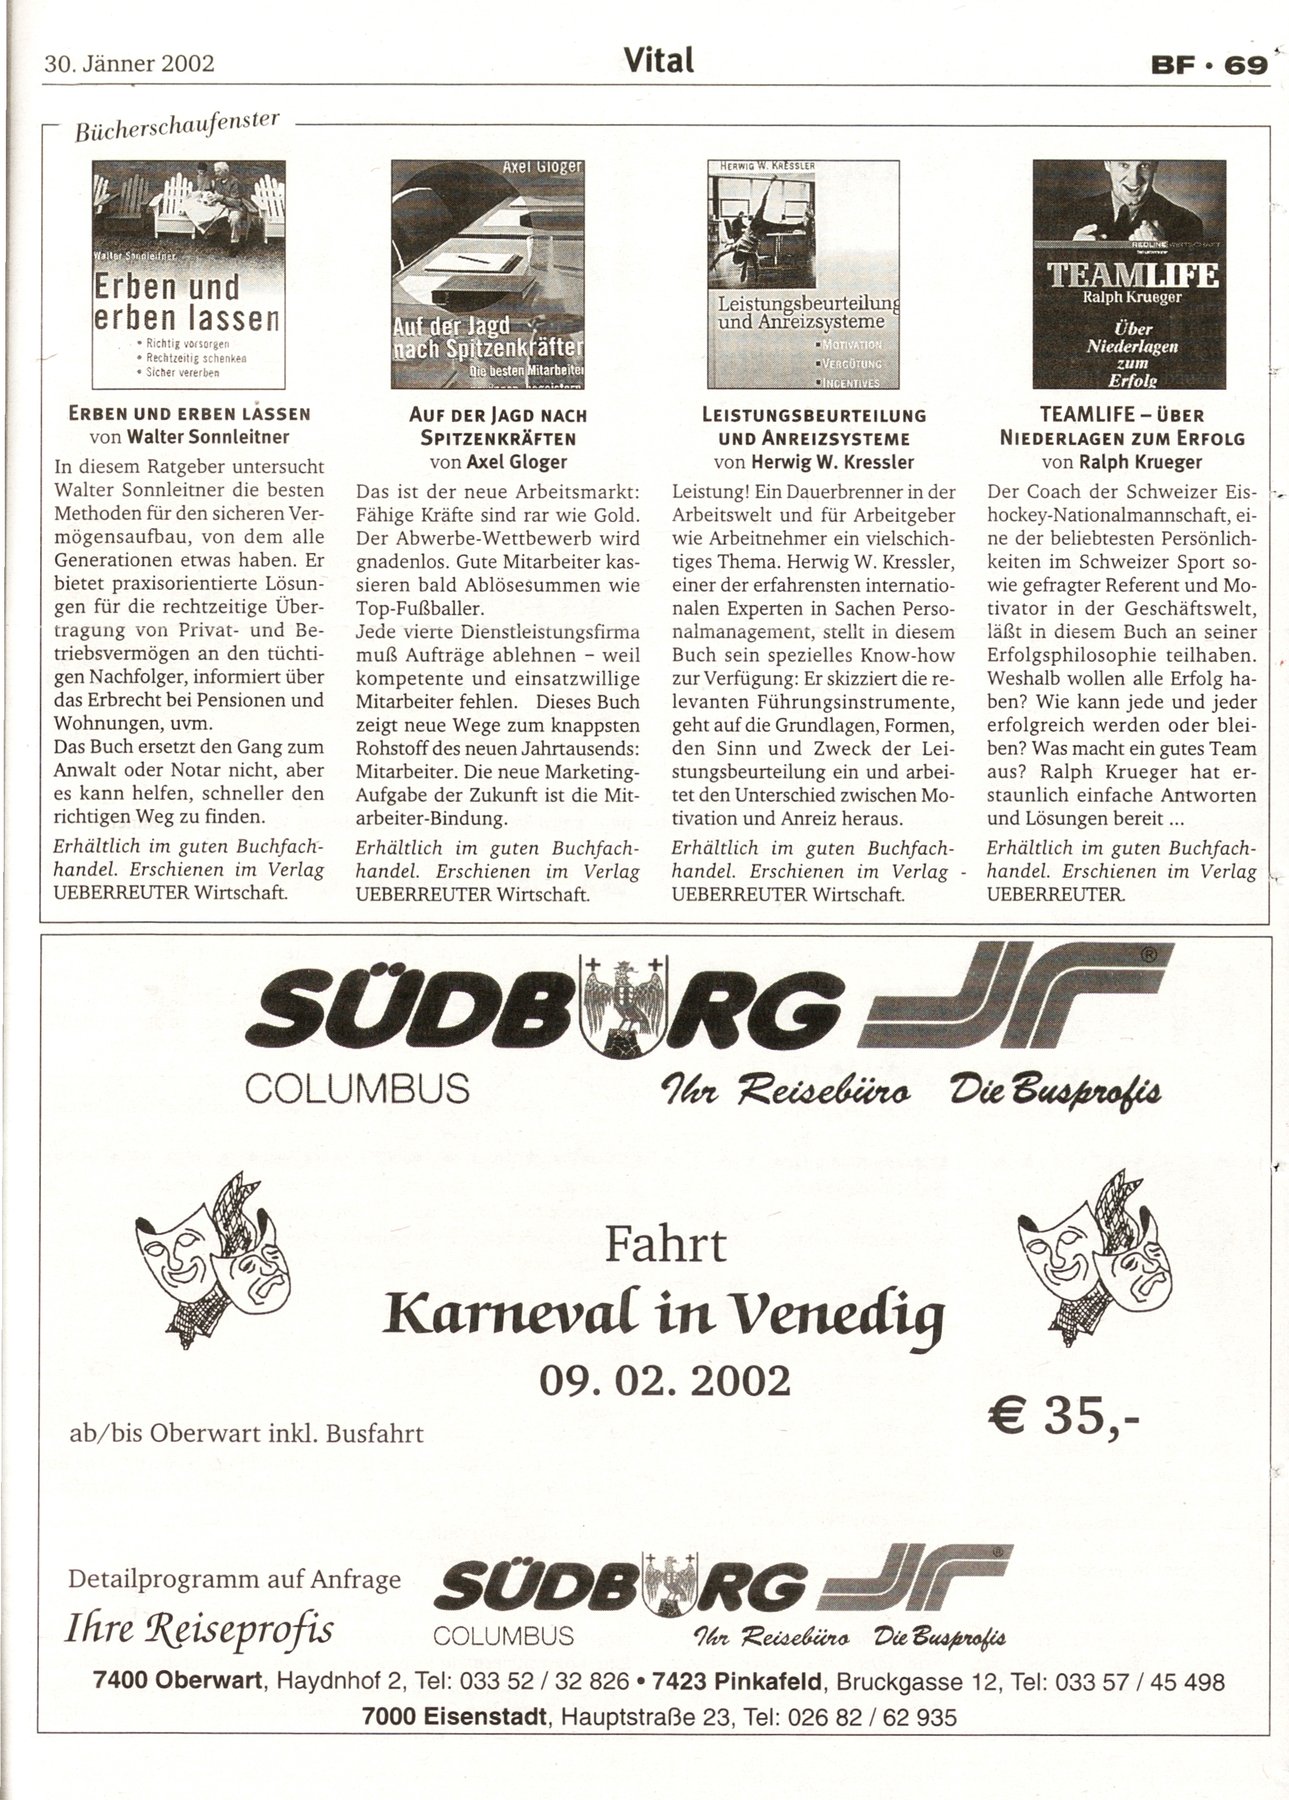 30. Jänner 2002
Vital
BF · 69
Bücherschaufenster
Walter Sonnleitner
Erben und
erben lassen
• Richtig vorsorgen
• Rechtzeitig schenken
• Sicher vererben
ERBEN UND ERBEN LASSEN
von Walter Sonnleitner
In diesem Ratgeber untersucht
Walter Sonnleitner die besten
Methoden für den sicheren Ver-
mögensaufbau, von dem alle
Generationen etwas haben. Er
bietet praxisorientierte Lösun-
gen für die rechtzeitige Über-
tragung von Privat- und Be-
triebsvermögen an den tüchti-
gen Nachfolger, informiert über
das Erbrecht bei Pensionen und
Wohnungen, uvm.
Das Buch ersetzt den Gang zum
Anwalt oder Notar nicht, aber
es kann helfen, schneller den
richtigen Weg zu finden.
Erhältlich im guten Buchfach-
handel. Erschienen im Verlag
UEBERREUTER Wirtschaft.
Axel Gloger
Auf der Jagd
nach Spitzenkräften
Die besten Mitarbeiter
AUF DER JAGD NACH
SPITZENKRÄFTEN
von Axel Gloger
Das ist der neue Arbeitsmarkt:
Fähige Kräfte sind rar wie Gold.
Der Abwerbe-Wettbewerb wird
gnadenlos. Gute Mitarbeiter kas-
sieren bald Ablösesummen wie
Top-Fußballer.
Jede vierte Dienstleistungsfirma
muß Aufträge ablehnen – weil
kompetente und einsatzwillige
Mitarbeiter fehlen. Dieses Buch
zeigt neue Wege zum knappsten
Rohstoff des neuen Jahrtausends:
Mitarbeiter. Die neue Marketing-
Aufgabe der Zukunft ist die Mit-
arbeiter-Bindung.
Erhältlich im guten Buchfach-
handel. Erschienen im Verlag
UEBERREUTER Wirtschaft.
HERWIG W. KRESSLER
Leistungsbeurteilung
und Anreizsysteme
▪ MOTIVATION
▪ VERGÜTUNG
▪ INCENTIVES
LEISTUNGSBEURTEILUNG
UND ANREIZSYSTEME
von Herwig W. Kressler
Leistung! Ein Dauerbrenner in der
Arbeitswelt und für Arbeitgeber
wie Arbeitnehmer ein vielschich-
tiges Thema. Herwig W. Kressler,
einer der erfahrensten internatio-
nalen Experten in Sachen Perso-
nalmanagement, stellt in diesem
Buch sein spezielles Know-how
zur Verfügung: Er skizziert die re-
levanten Führungsinstrumente,
geht auf die Grundlagen, Formen,
den Sinn und Zweck der Lei-
stungsbeurteilung ein und arbei-
tet den Unterschied zwischen Mo-
tivation und Anreiz heraus.
Erhältlich im guten Buchfach-
handel. Erschienen im Verlag -
UEBERREUTER Wirtschaft.
REDLINE WIRTSCHAFT
TEAMLIFE
Ralph Krueger
Über
Niederlagen
zum
Erfolg
TEAMLIFE – ÜBER
NIEDERLAGEN ZUM ERFOLG
von Ralph Krueger
Der Coach der Schweizer Eis-
hockey-Nationalmannschaft, ei-
ne der beliebtesten Persönlich-
keiten im Schweizer Sport so-
wie gefragter Referent und Mo-
tivator in der Geschäftswelt,
läßt in diesem Buch an seiner
Erfolgsphilosophie teilhaben.
Weshalb wollen alle Erfolg ha-
ben? Wie kann jede und jeder
erfolgreich werden oder blei-
ben? Was macht ein gutes Team
aus? Ralph Krueger hat er-
staunlich einfache Antworten
und Lösungen bereit ...
Erhältlich im guten Buchfach-
handel. Erschienen im Verlag
UEBERREUTER.
SÜDBURG ®
COLUMBUS Ihr Reisebüro Die Busprofis
Fahrt
Karneval in Venedig
09. 02. 2002
€ 35,-
ab/bis Oberwart inkl. Busfahrt
Detailprogramm auf Anfrage
Ihre Reiseprofis
SÜDBURG ®
COLUMBUS Ihr Reisebüro Die Busprofis
7400 Oberwart, Haydnhof 2, Tel: 033 52 / 32 826 • 7423 Pinkafeld, Bruckgasse 12, Tel: 033 57 / 45 498
7000 Eisenstadt, Hauptstraße 23, Tel: 026 82 / 62 935